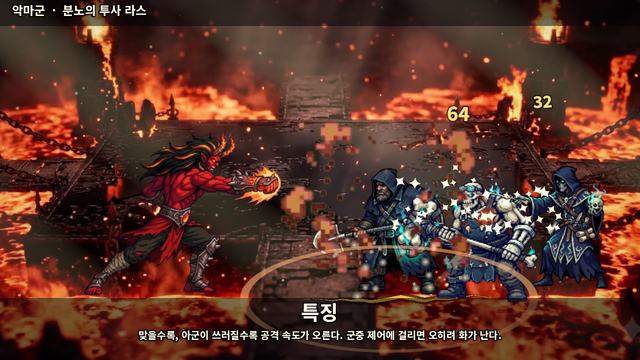 악마군 · 분노의 투사 라스
64
32
특징
맞을수록, 아군이 쓰러질수록 공격 속도가 오른다. 군중 제어에 걸리면 오히려 화가 난다.